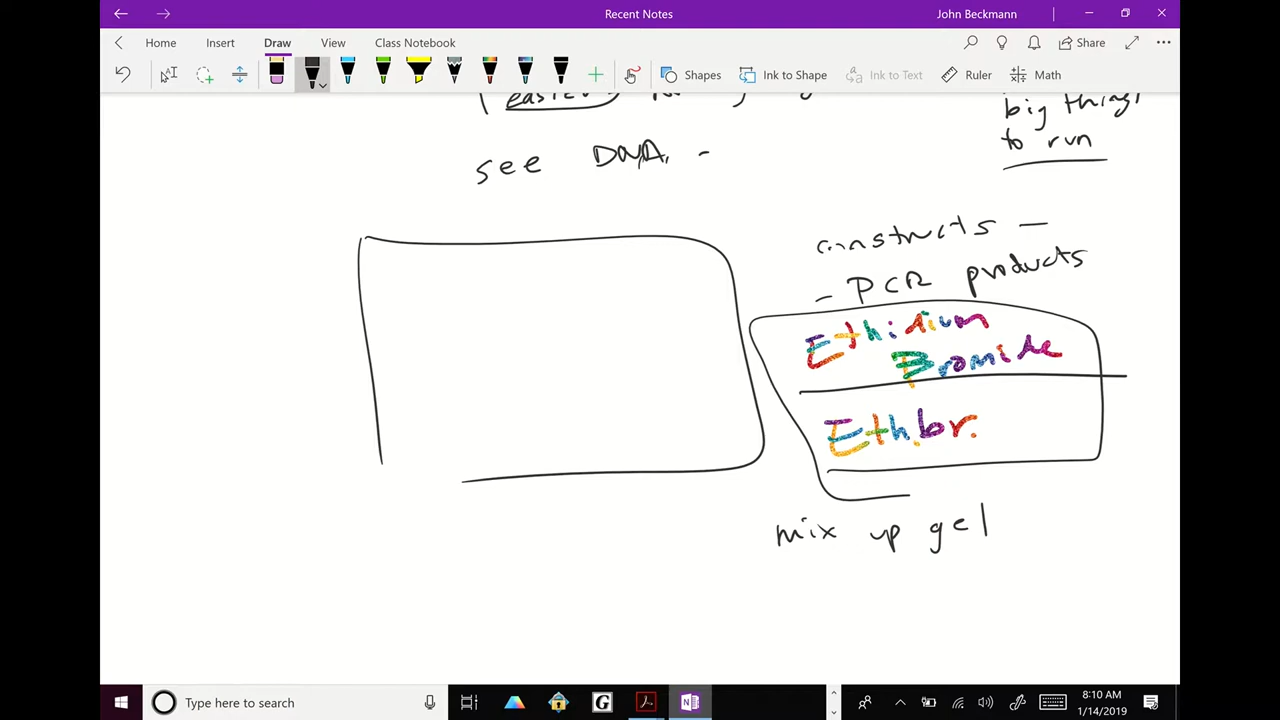 Recent Notes
John Beckmann
Home Insert Draw View Class Notebook
Share
Shapes
Ink to Shape
Ink to Text
Ruler
Math
easier
big things
to run
see DNA. -
constructs -
- PCR products
Ethidium
Bromide
Eth.br.
mix up gel
Type here to search
8:10 AM
1/14/2019